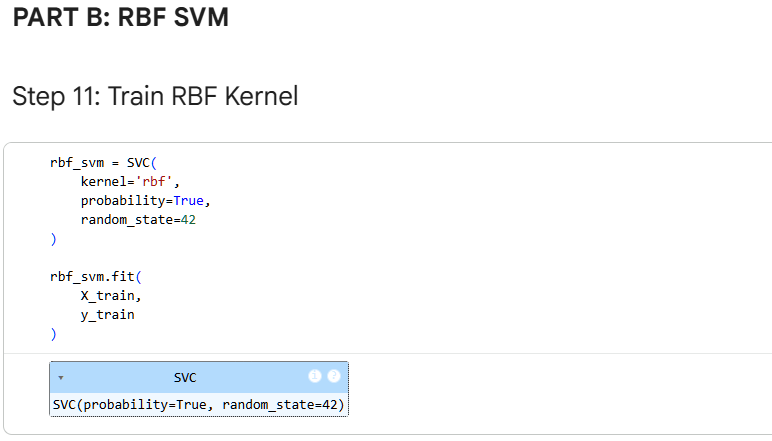 PART B: RBF SVM
Step 11: Train RBF Kernel
rbf_svm = SVC(
    kernel='rbf',
    probability=True,
    random_state=42
)
rbf_svm.fit(
    X_train,
    y_train
)
▾ SVC i ?
SVC(probability=True, random_state=42)